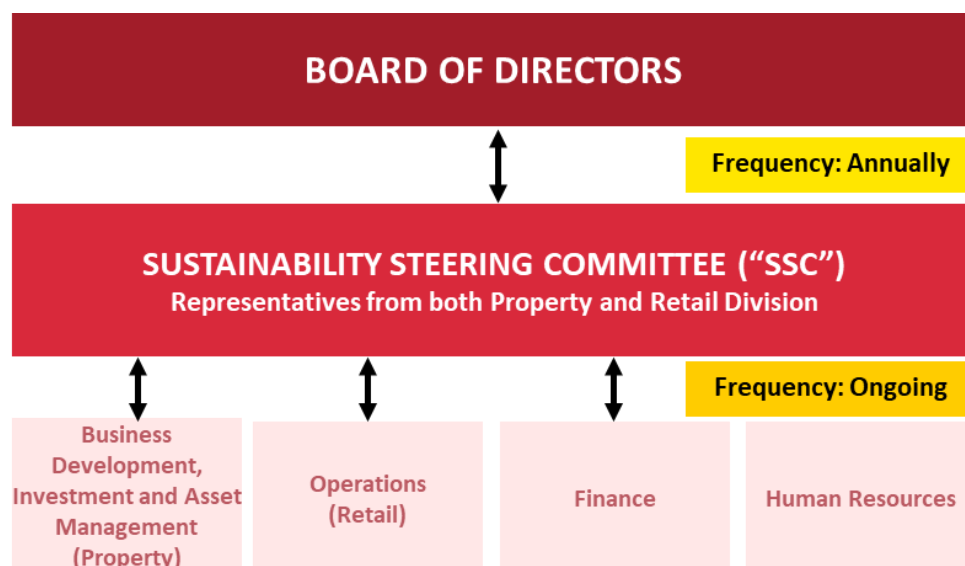 BOARD OF DIRECTORS
Frequency: Annually
SUSTAINABILITY STEERING COMMITTEE (“SSC”)
Representatives from both Property and Retail Division
Frequency: Ongoing
Business
Development,
Investment and Asset
Management
(Property)
Operations
(Retail)
Finance
Human Resources